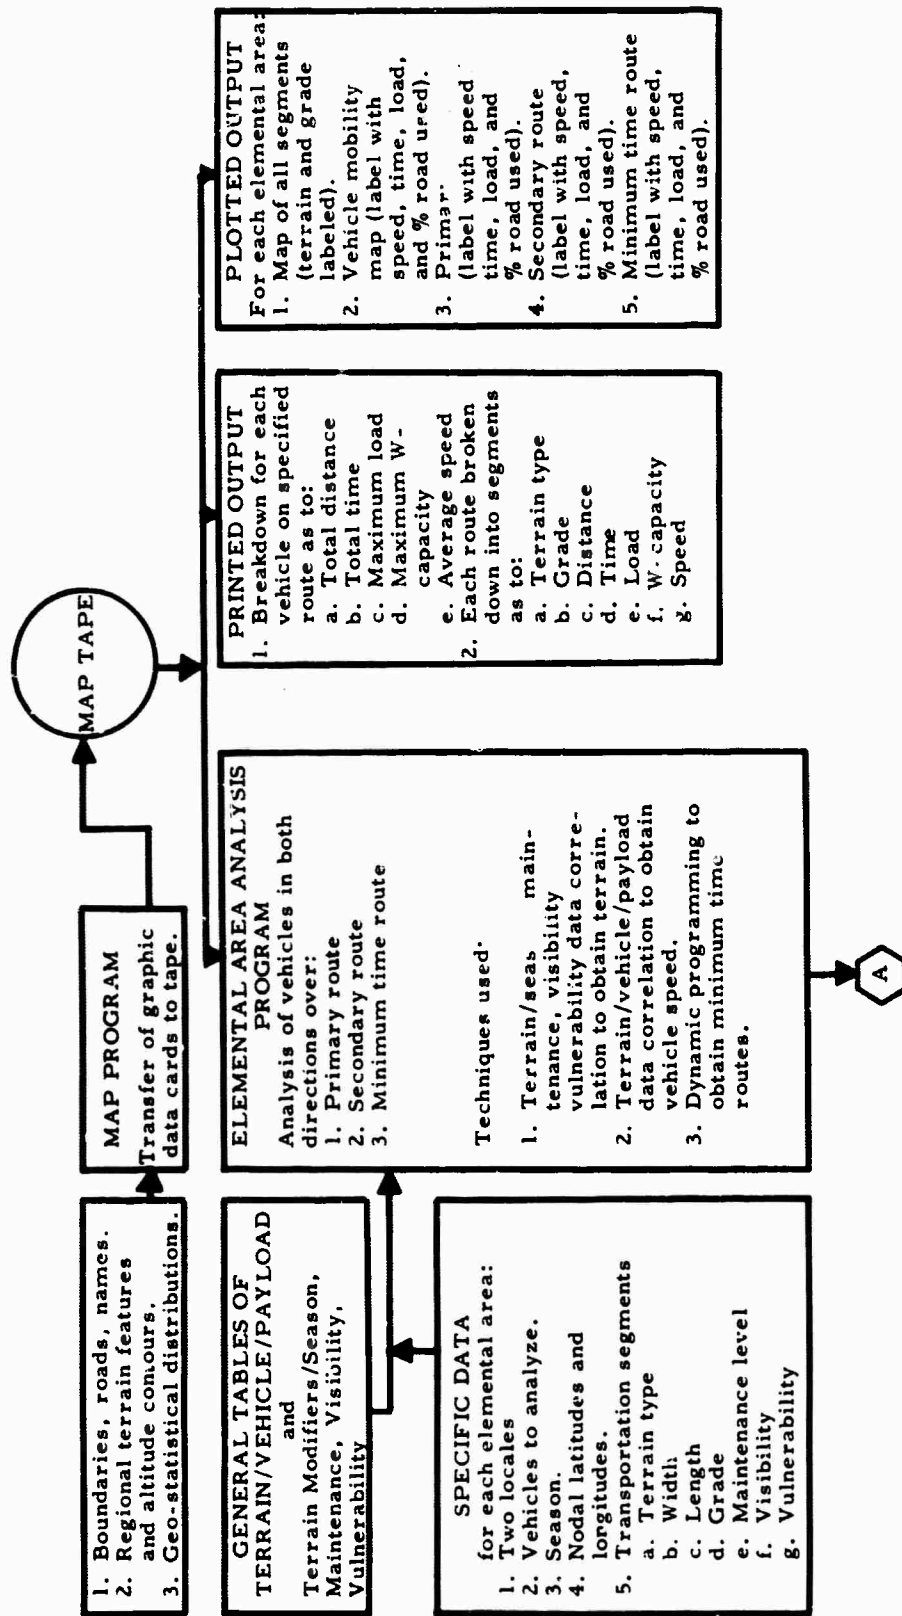 1. Boundaries, roads, names.
2. Regional terrain features
and altitude contours.
3. Geo-statistical distributions.
MAP PROGRAM
Transfer of graphic
data cards to tape.
MAP TAPE
GENERAL TABLES OF
TERRAIN/VEHICLE/PAYLOAD
and
Terrain Modifiers/Season,
Maintenance, Visibility,
Vulnerability
SPECIFIC DATA
for each elemental area:
1. Two locales
2. Vehicles to analyze.
3. Season.
4. Nodal latitudes and
longitudes.
5. Transportation segments
a. Terrain type
b. Width
c. Length
d. Grade
e. Maintenance level
f. Visibility
g. Vulnerability
ELEMENTAL AREA ANALYSIS
PROGRAM
Analysis of vehicles in both
directions over:
1. Primary route
2. Secondary route
3. Minimum time route
Techniques used.
1. Terrain/seas main-
tenance, visibility
vulnerability data corre-
lation to obtain terrain.
2. Terrain/vehicle/payload
data correlation to obtain
vehicle speed.
3. Dynamic programming to
obtain minimum time
routes.
A
PRINTED OUTPUT
1. Breakdown for each
vehicle on specified
route as to:
a. Total distance
b. Total time
c. Maximum load
d. Maximum W-
capacity
e. Average speed
2. Each route broken
down into segments
as to:
a. Terrain type
b. Grade
c. Distance
d. Time
e. Load
f. W-capacity
g. Speed
PLOTTED OUTPUT
For each elemental area:
1. Map of all segments
(terrain and grade
labeled).
2. Vehicle mobility
map (label with
speed, time, load,
and % road used).
3. Primar.
(label with speed
time, load, and
% road used).
4. Secondary route
(label with speed,
time, load, and
% road used).
5. Minimum time route
(label with speed,
time, load, and
% road used).